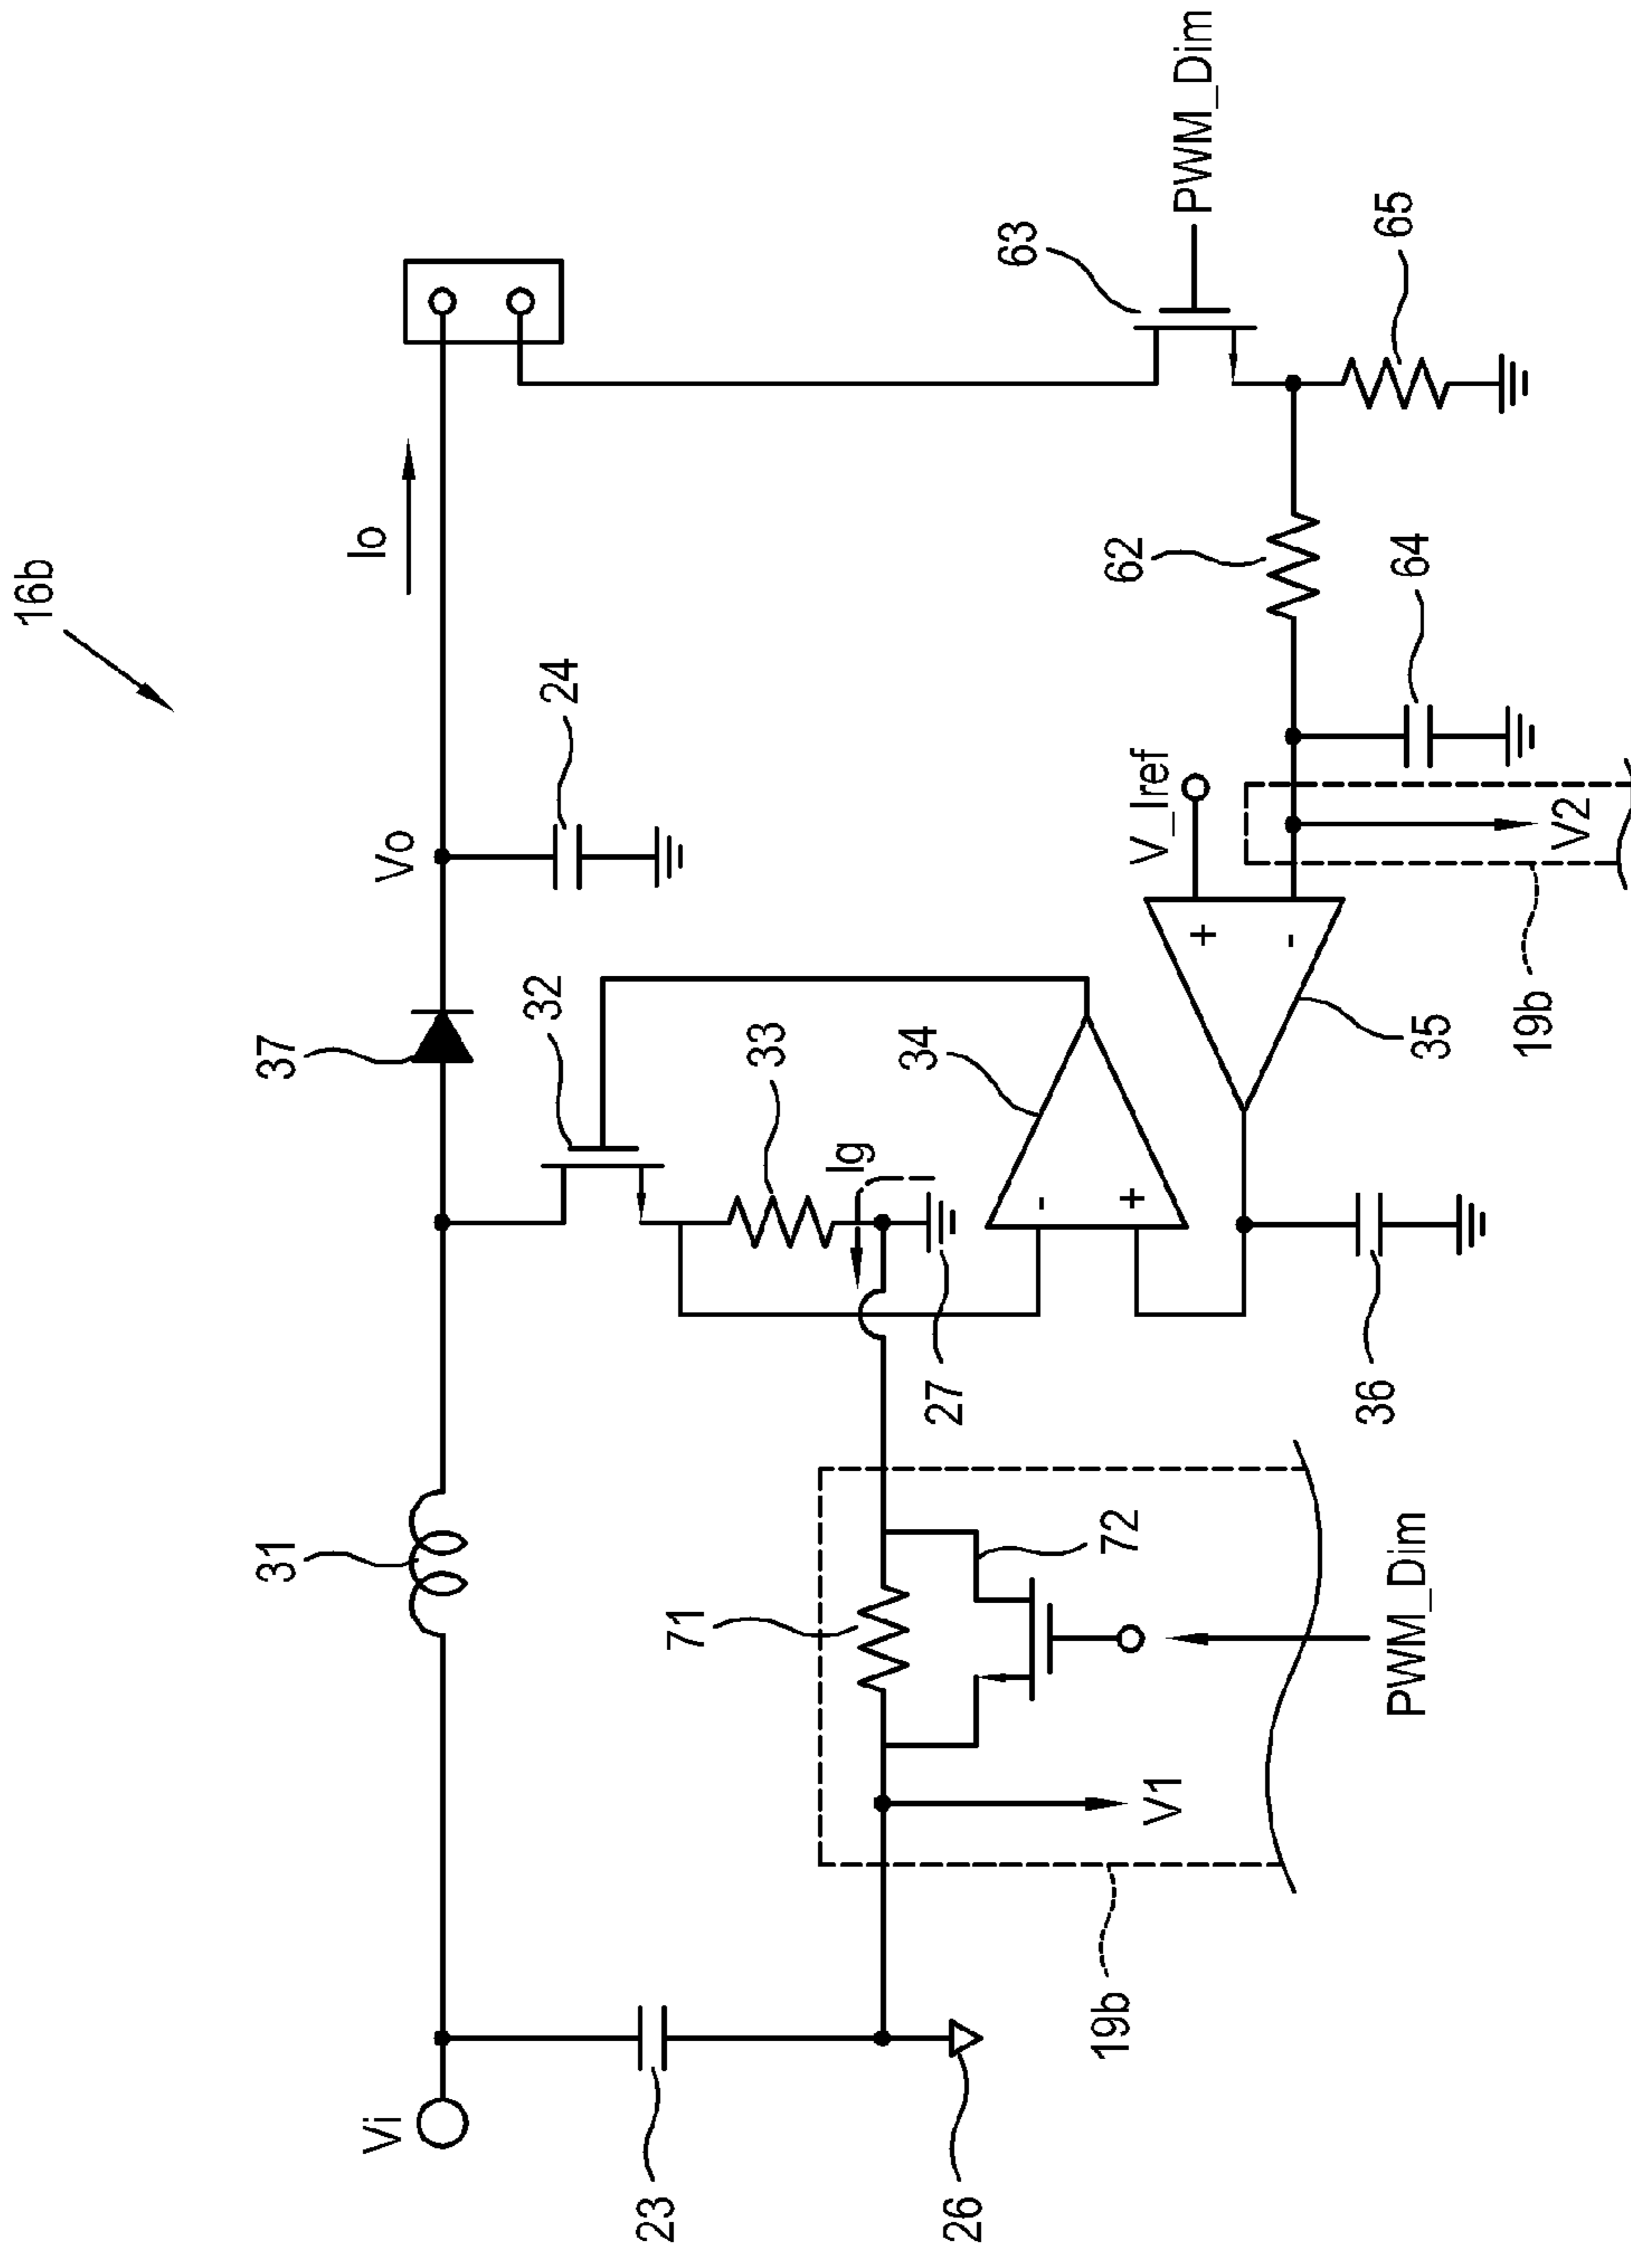 16b
Io
Vo
Vi
31
37
24
32
33
Ig
23
26
27
71
72
V1
19b
PWM_Dim
34
36
35
V_Iref
19b
V2
62
64
63
PWM_Dim
65
-
+
+
-